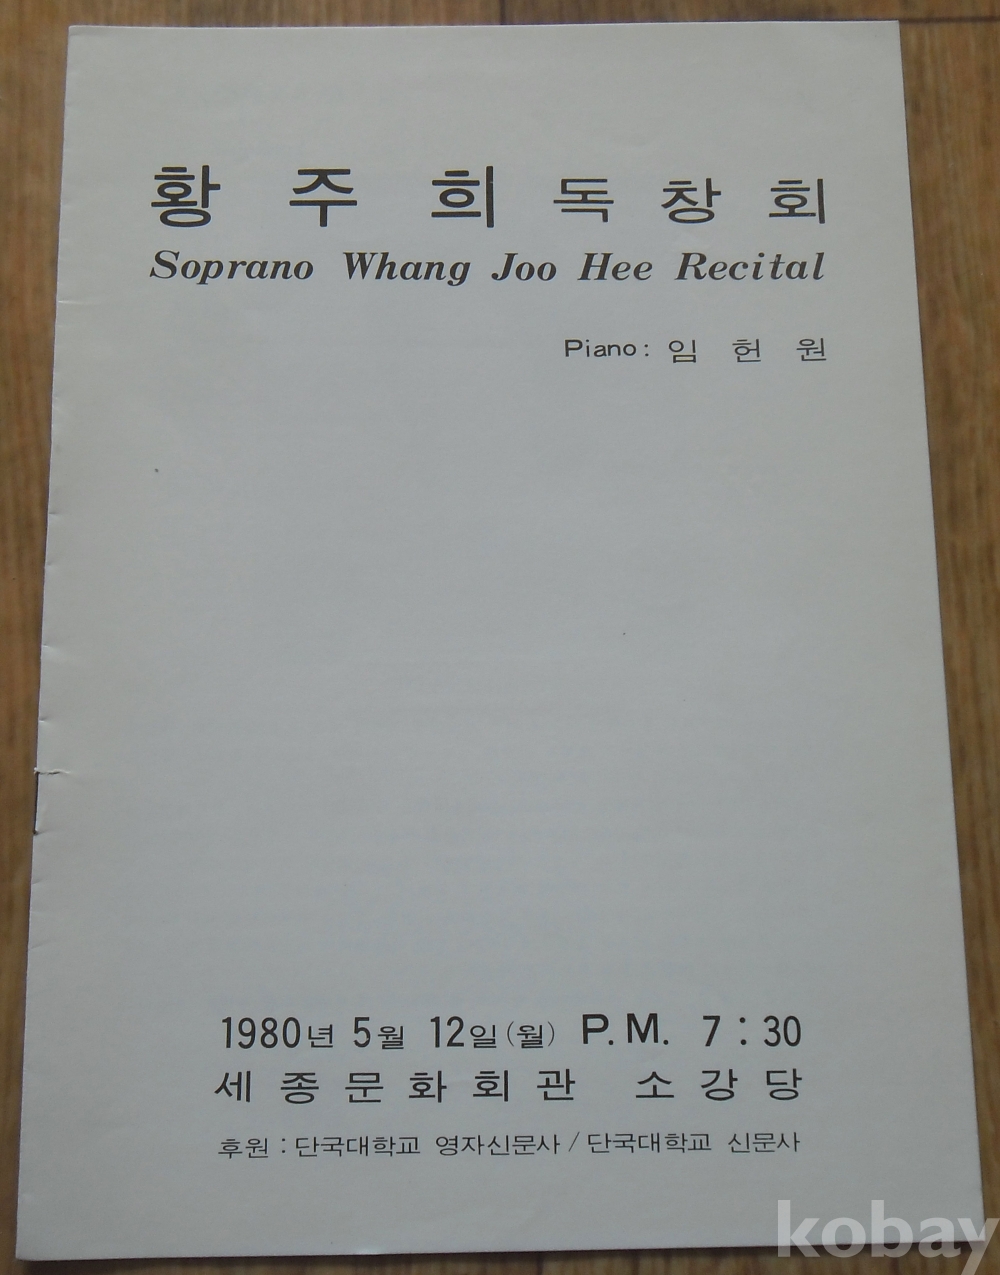 황 주 희 독 창 회
Soprano Whang Joo Hee Recital
Piano: 임 헌 원
1980년 5월 12일(월) P.M. 7:30
세 종 문 화 회 관 소 강 당
후원 : 단국대학교 영자신문사 / 단국대학교 신문사
kobay